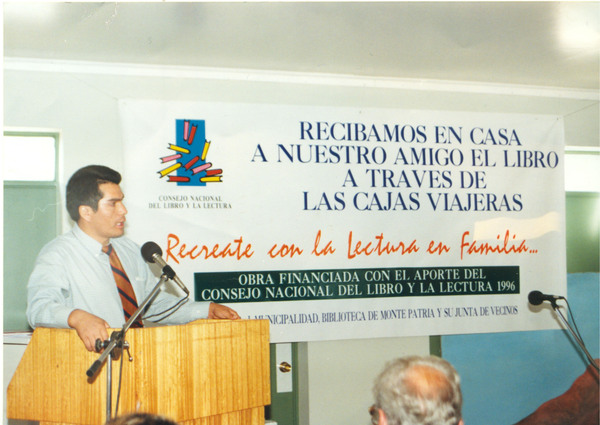 CONSEJO NACIONAL
DEL LIBRO Y LA LECTURA
RECIBAMOS EN CASA
A NUESTRO AMIGO EL LIBRO
A TRAVES DE
LAS CAJAS VIAJERAS
Recreate con la Lectura en Familia...
OBRA FINANCIADA CON EL APORTE DEL
CONSEJO NACIONAL DEL LIBRO Y LA LECTURA 1996
I. MUNICIPALIDAD, BIBLIOTECA DE MONTE PATRIA Y SU JUNTA DE VECINOS